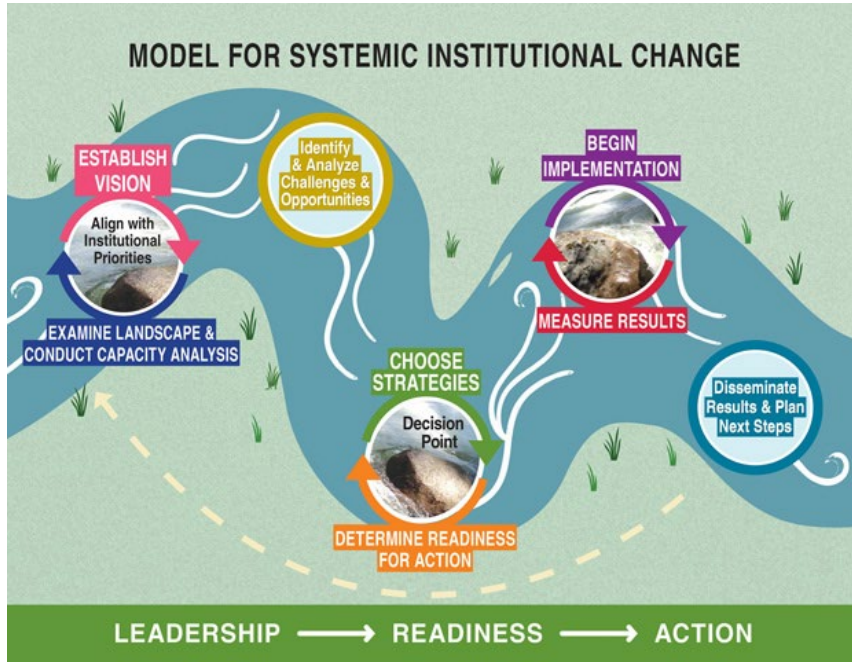 MODEL FOR SYSTEMIC INSTITUTIONAL CHANGE
ESTABLISH
VISION
Align with
Institutional
Priorities
EXAMINE LANDSCAPE &
CONDUCT CAPACITY ANALYSIS
Identify
& Analyze
Challenges &
Opportunities
CHOOSE
STRATEGIES
Decision
Point
DETERMINE READINESS
FOR ACTION
BEGIN
IMPLEMENTATION
MEASURE RESULTS
Disseminate
Results & Plan
Next Steps
LEADERSHIP → READINESS → ACTION